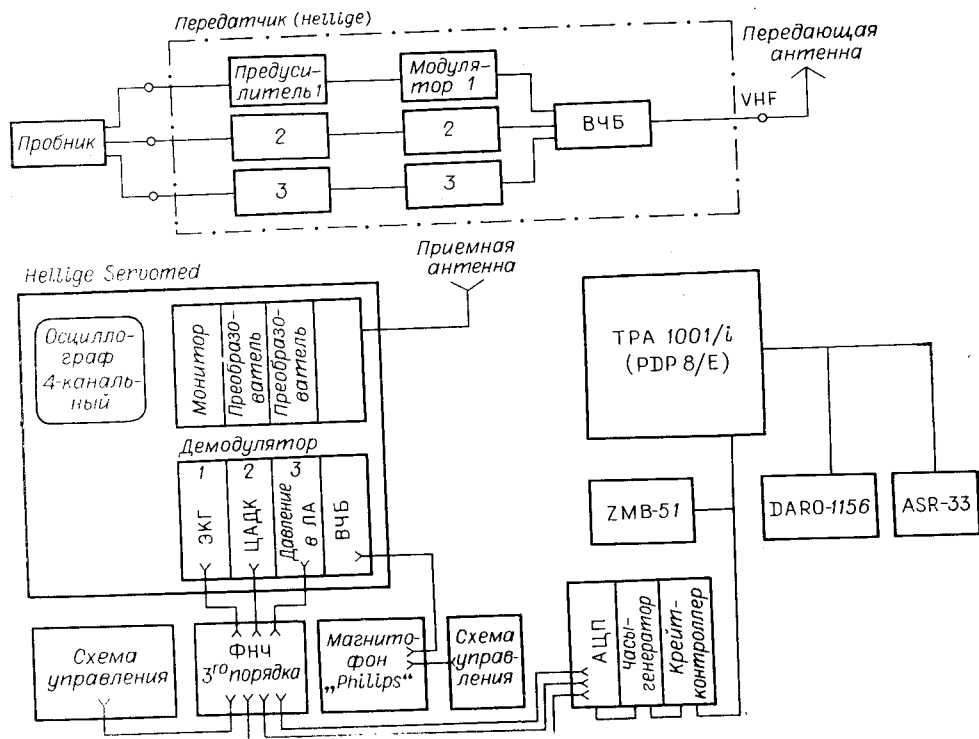 Передатчик (Hellige)
Передающая
антенна
Предуси-
литель 1
Модуля-
тор 1
VHF
Пробник
2
2
ВЧБ
3
3
Приемная
антенна
Hellige Servomed
Осцилло-
граф
4-каналь-
ный
Монитор
Преобразо-
ватель
Преобразо-
ватель
TPA 1001/i
(PDP 8/E)
Демодулятор
1
2
3
ЭКГ
ЦАДК
Давление
в ЛА
ВЧБ
ZMB-51
DARO-1156
ASR-33
Схема
управления
ФНЧ
3го порядка
Магнито-
фон
„Philips“
Схема
управ-
ления
АЦП
Часы-
генератор
Крейт-
контроллер